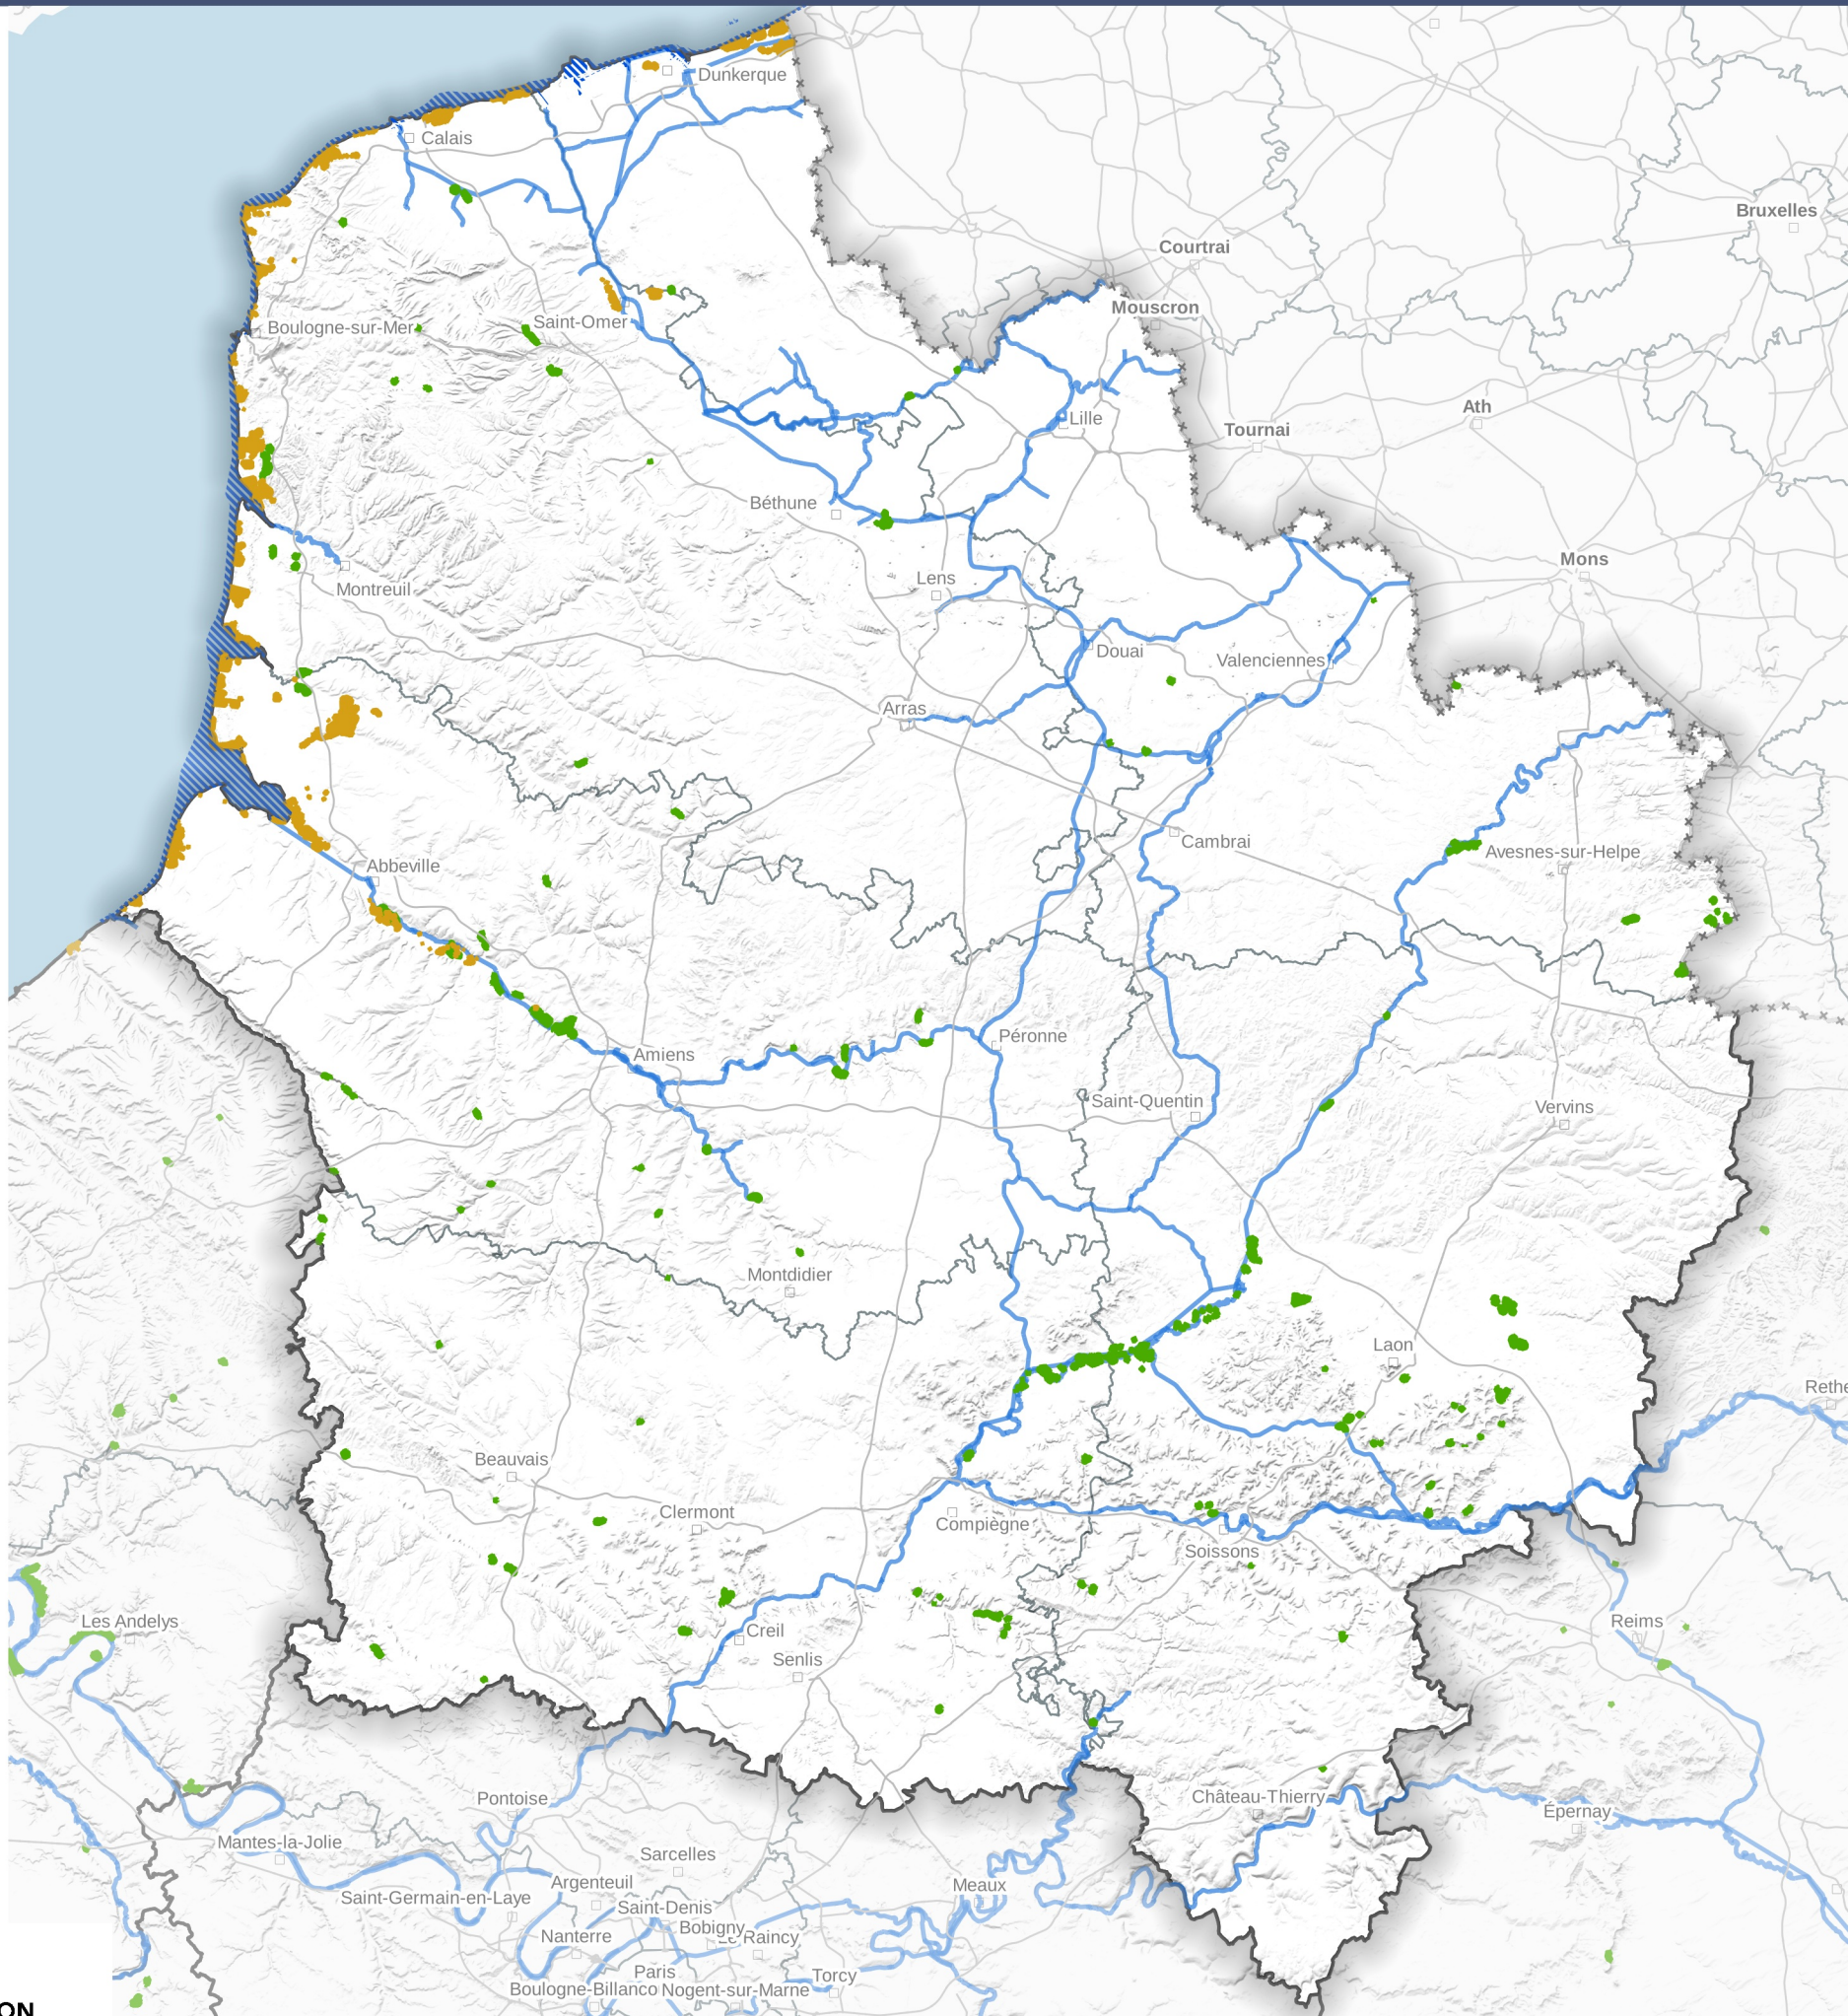 Dunkerque
Calais
Bruxelles
Courtrai
Mouscron
Saint-Omer
Boulogne-sur-Mer
Ath
Lille
Tournai
Béthune
Mons
Lens
Montreuil
Douai
Valenciennes
Arras
Cambrai
Avesnes-sur-Helpe
Abbeville
Péronne
Amiens
Saint-Quentin
Vervins
Montdidier
Laon
Rethe
Beauvais
Clermont
Compiègne
Soissons
Les Andelys
Reims
Creil
Senlis
Château-Thierry
Pontoise
Épernay
Mantes-la-Jolie
Sarcelles
Argenteuil
Meaux
Saint-Germain-en-Laye
Saint-Denis
Bobigny
Nanterre
Raincy
Paris
Torcy
Boulogne-Billanco
Nogent-sur-Marne
ON